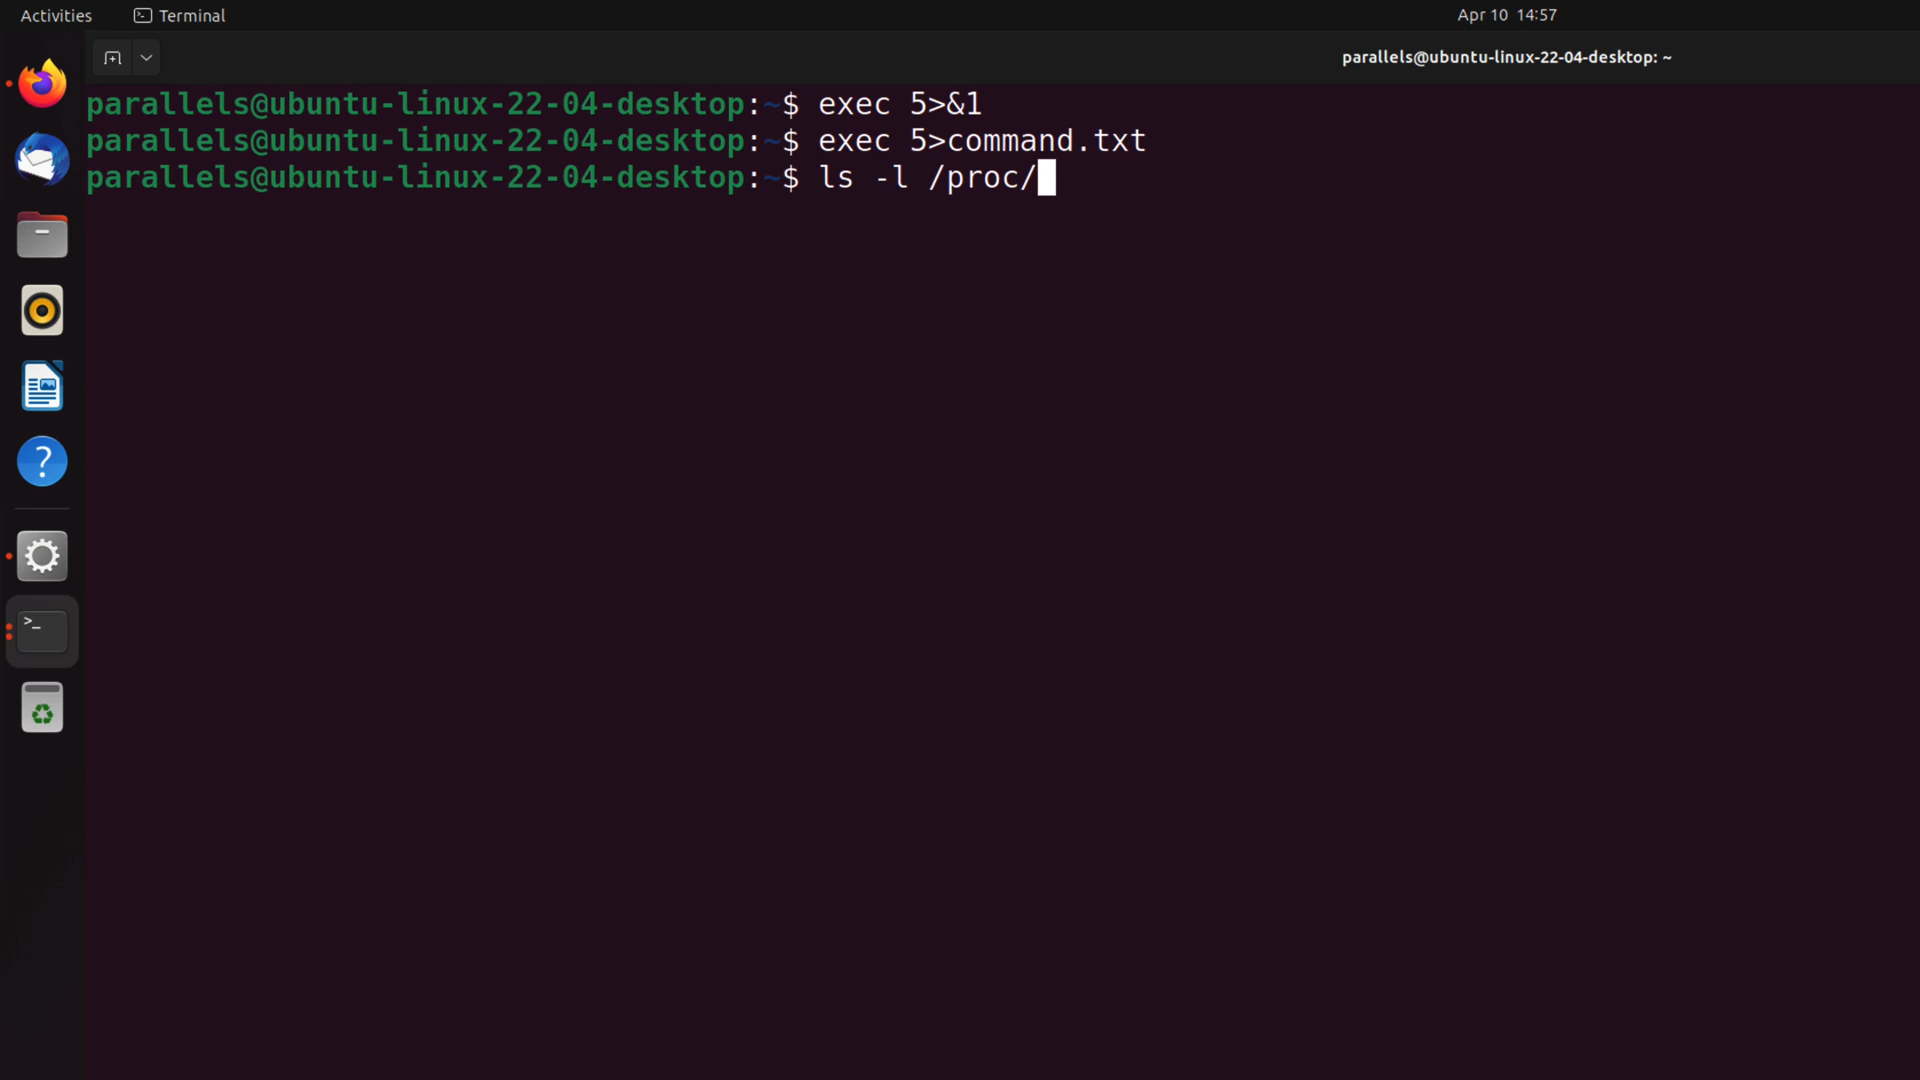 Activities
Terminal
Apr 10 14:57
parallels@ubuntu-linux-22-04-desktop: ~
parallels@ubuntu-linux-22-04-desktop:~$ exec 5>&1
parallels@ubuntu-linux-22-04-desktop:~$ exec 5>command.txt
parallels@ubuntu-linux-22-04-desktop:~$ ls -l /proc/
?
>_